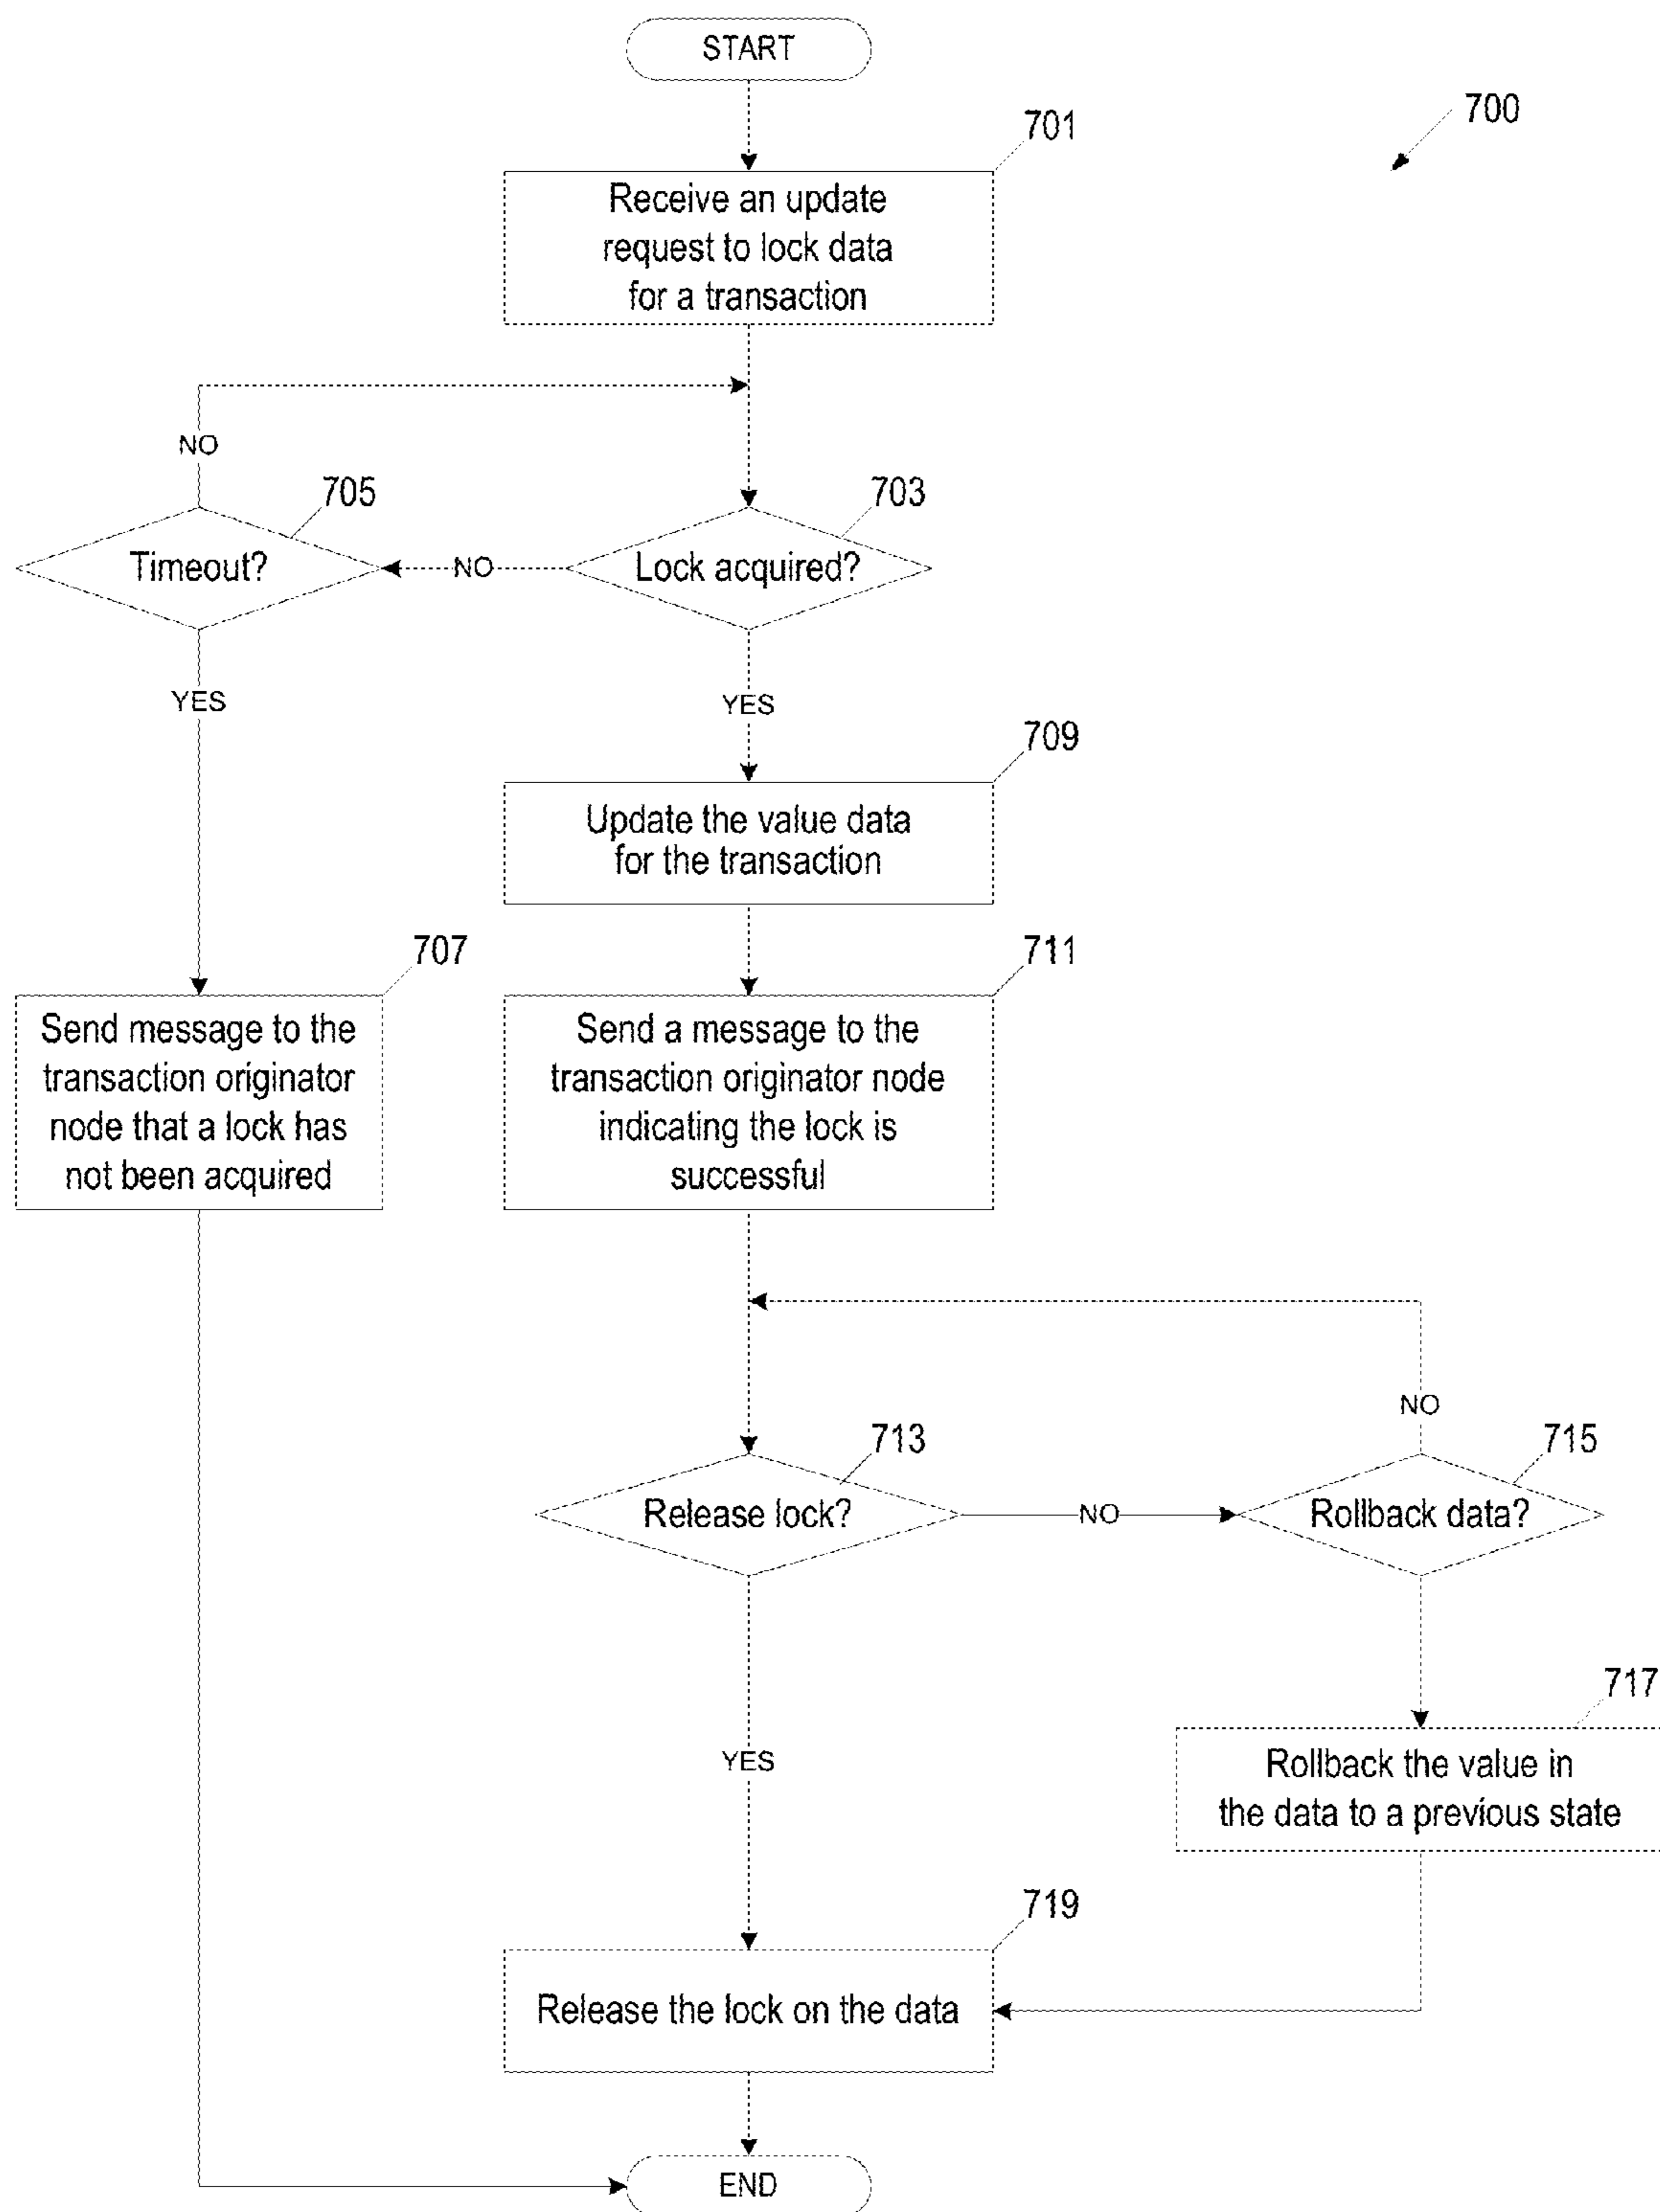 START
700
701
Receive an update
request to lock data
for a transaction
NO
705
703
Timeout?
NO
Lock acquired?
YES
YES
709
Update the value data
for the transaction
707
711
Send message to the
transaction originator
node that a lock has
not been acquired
Send a message to the
transaction originator node
indicating the lock is
successful
NO
713
715
Release lock?
NO
Rollback data?
717
YES
Rollback the value in
the data to a previous state
719
Release the lock on the data
END